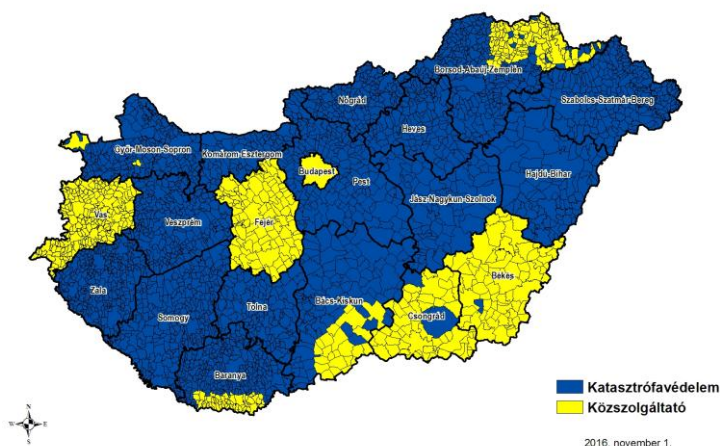 Borsod-Abaúj-Zemplén
Szabolcs-Szatmár-Bereg
Nógrád
Heves
Győr-Moson-Sopron
Komárom-Esztergom
Budapest
Pest
Hajdú-Bihar
Jász-Nagykun-Szolnok
Vas
Veszprém
Fejér
Békés
Zala
Somogy
Tolna
Bács-Kiskun
Csongrád
Baranya
N
W E
S
Katasztrófavédelem
Közszolgáltató
2016. november 1.